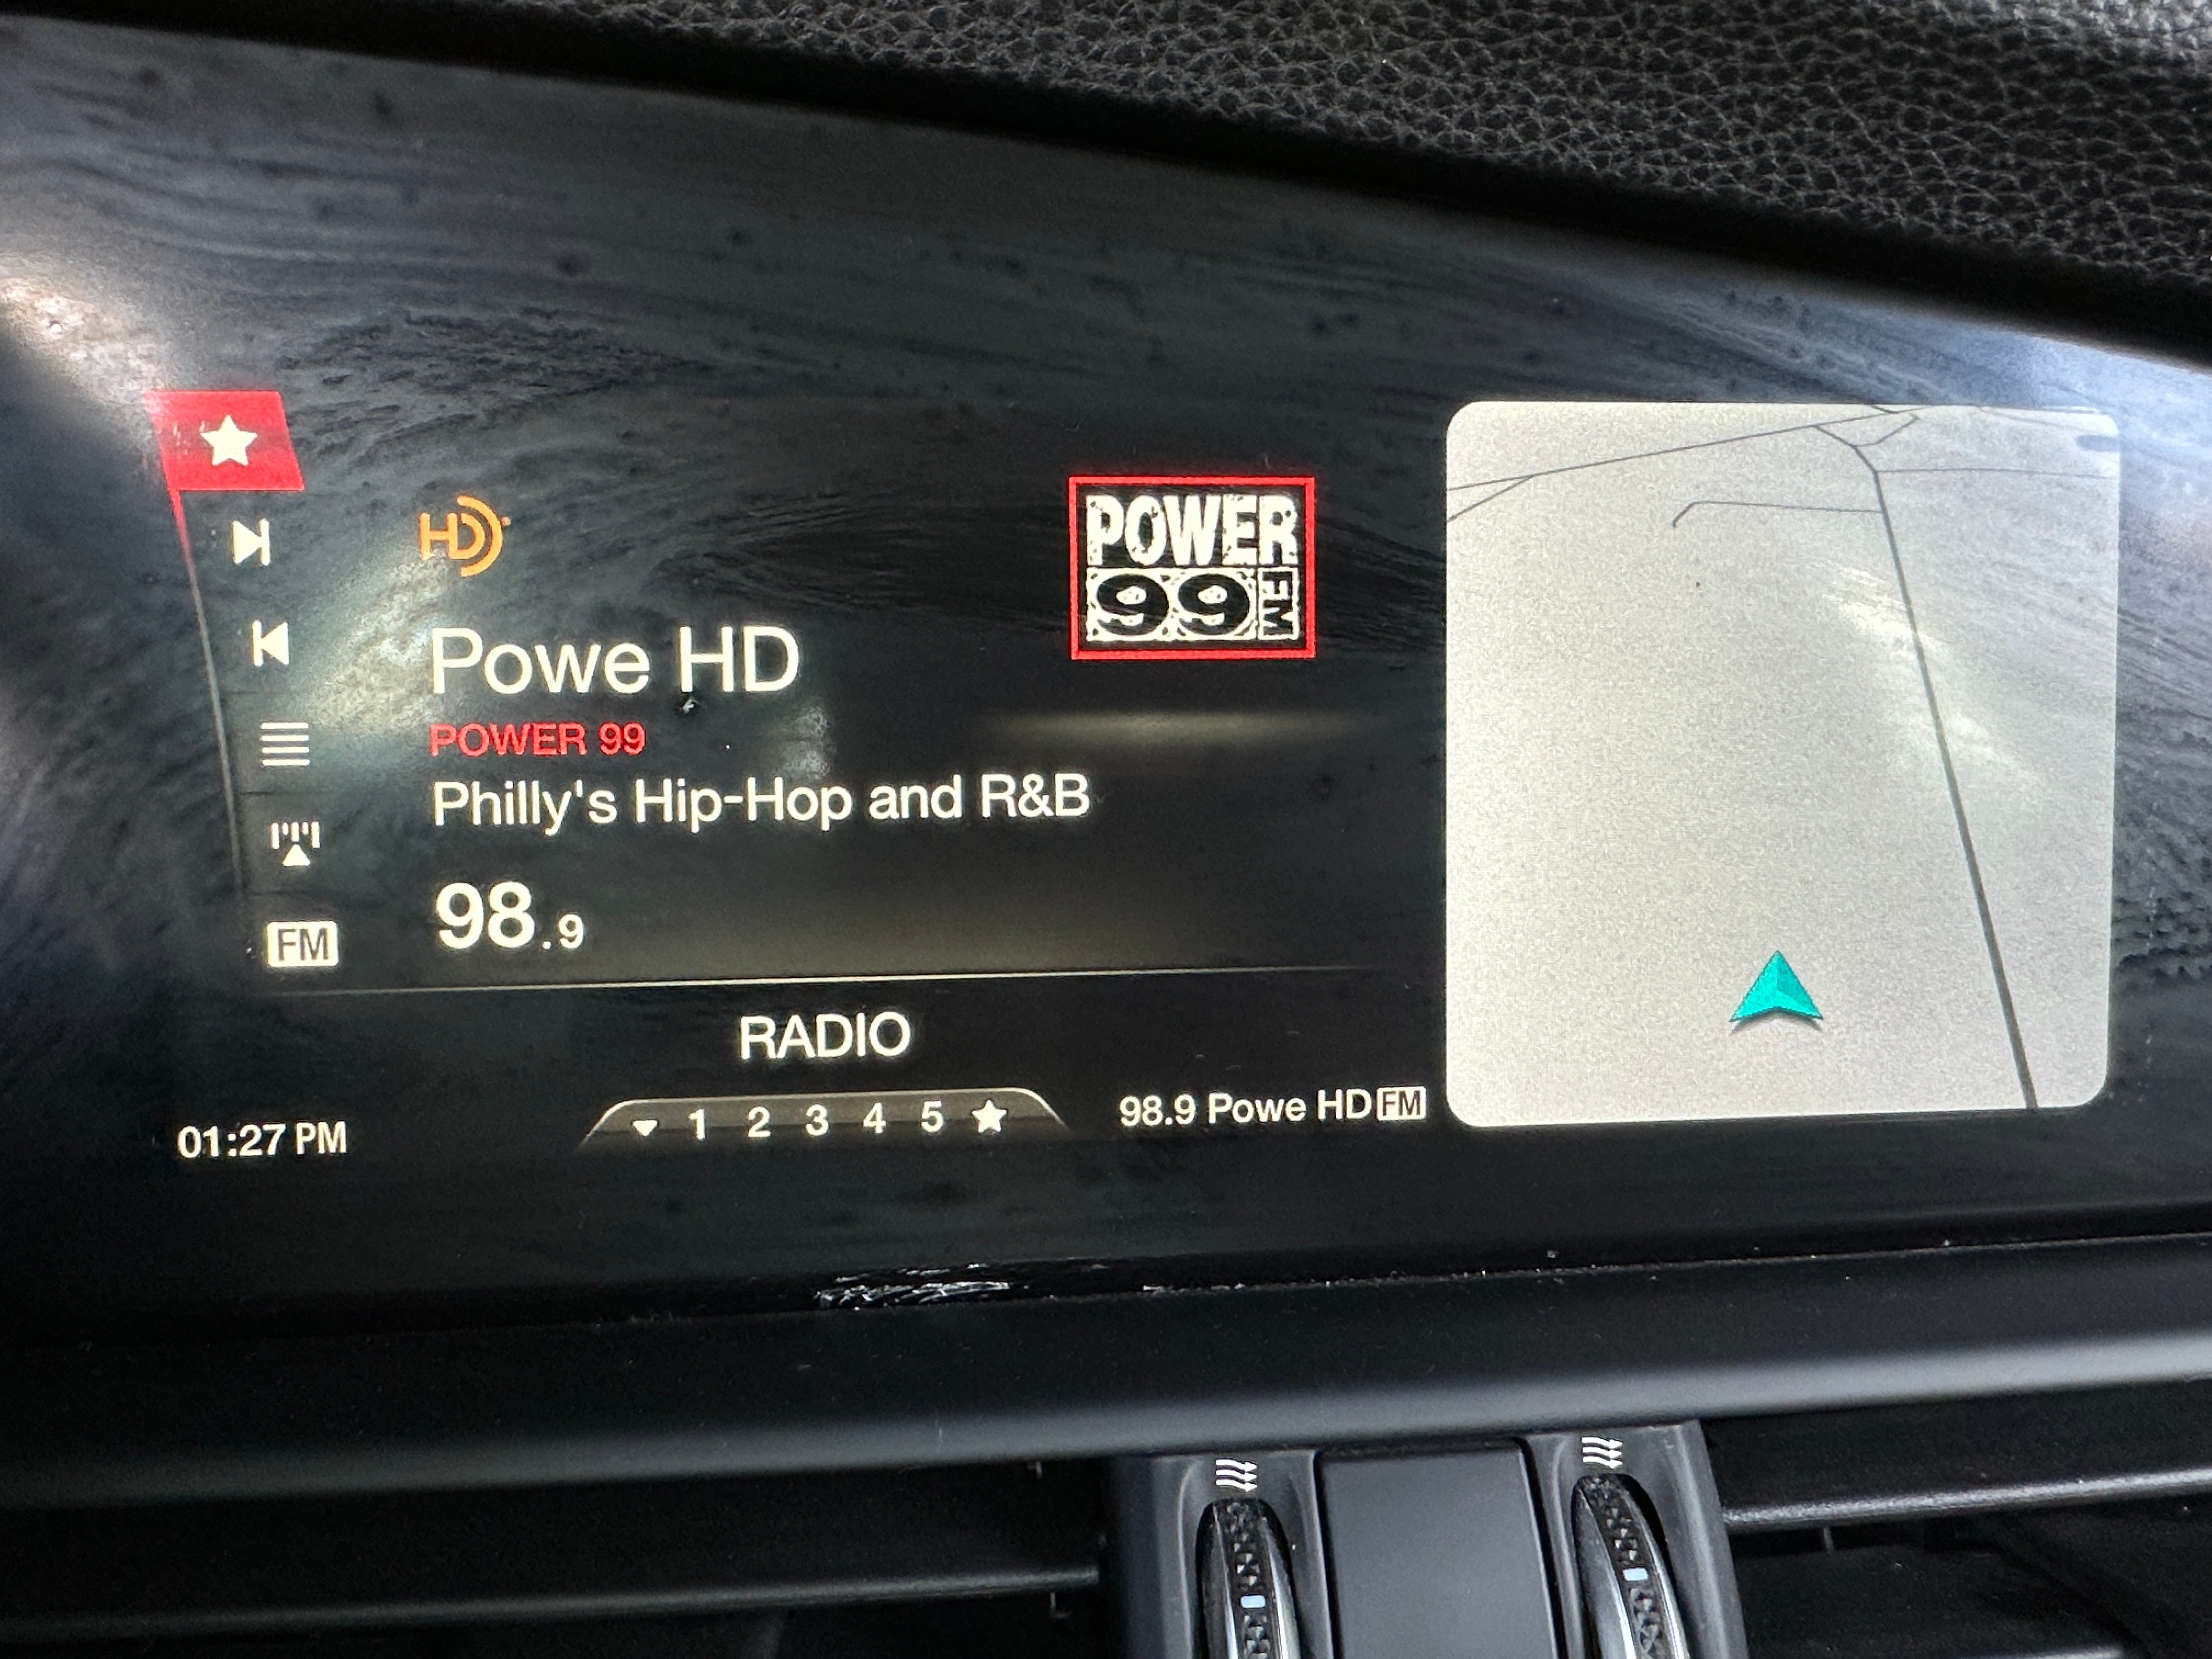 HD
POWER
99 FM
Powe HD
POWER 99
Philly's Hip-Hop and R&B
98.9
FM
RADIO
01:27 PM
1 2 3 4 5
98.9 Powe HD FM